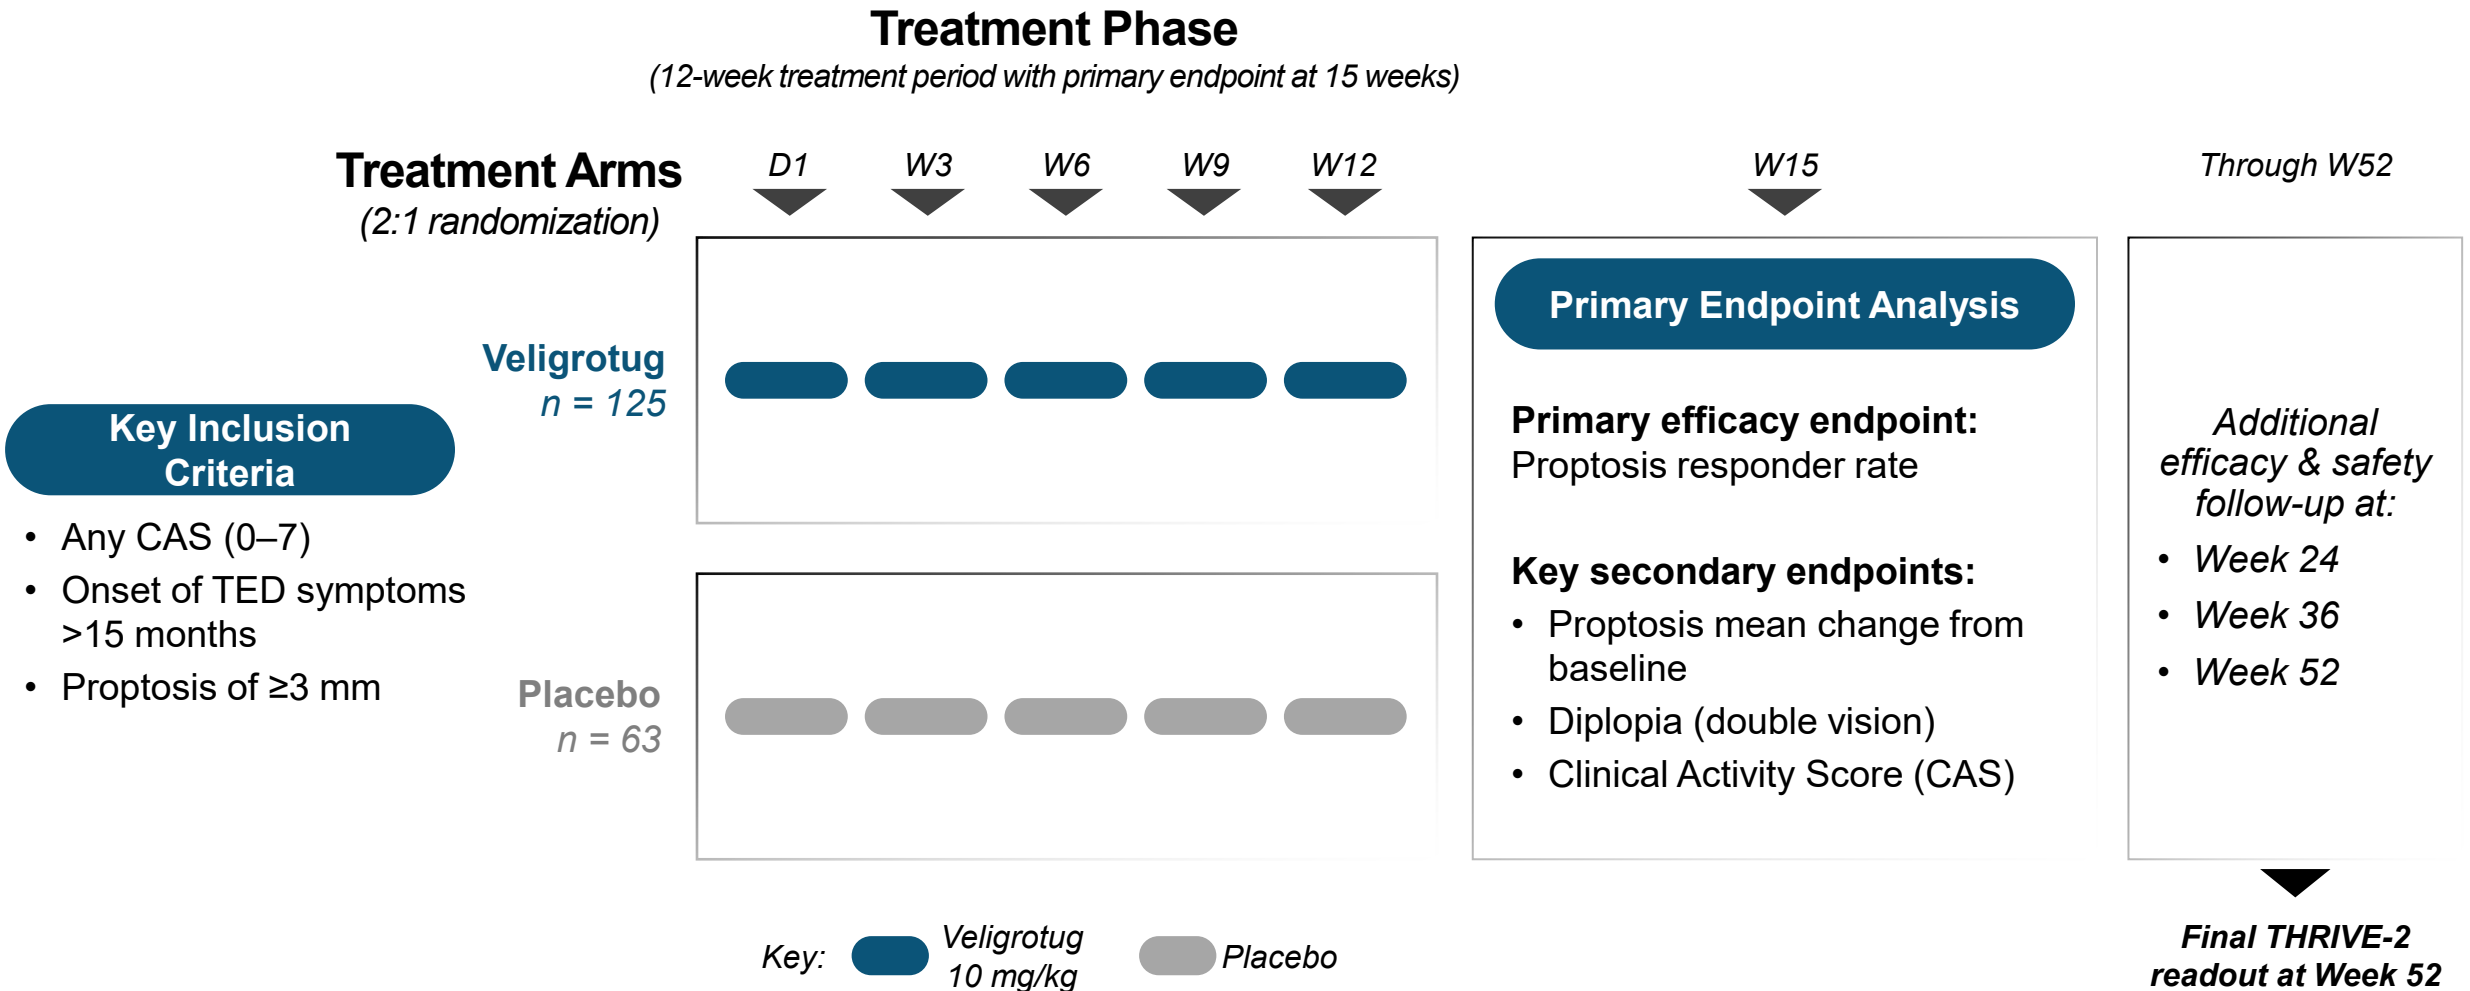 Treatment Phase
(12-week treatment period with primary endpoint at 15 weeks)
Treatment Arms
(2:1 randomization)
D1
W3
W6
W9
W12
W15
Through W52
Key Inclusion
Criteria
• Any CAS (0–7)
• Onset of TED symptoms
>15 months
• Proptosis of ≥3 mm
Veligrotug
n = 125
Placebo
n = 63
Primary Endpoint Analysis
Primary efficacy endpoint:
Proptosis responder rate
Key secondary endpoints:
• Proptosis mean change from
baseline
• Diplopia (double vision)
• Clinical Activity Score (CAS)
Additional
efficacy & safety
follow-up at:
• Week 24
• Week 36
• Week 52
Final THRIVE-2
readout at Week 52
Key:
Veligrotug
10 mg/kg
Placebo